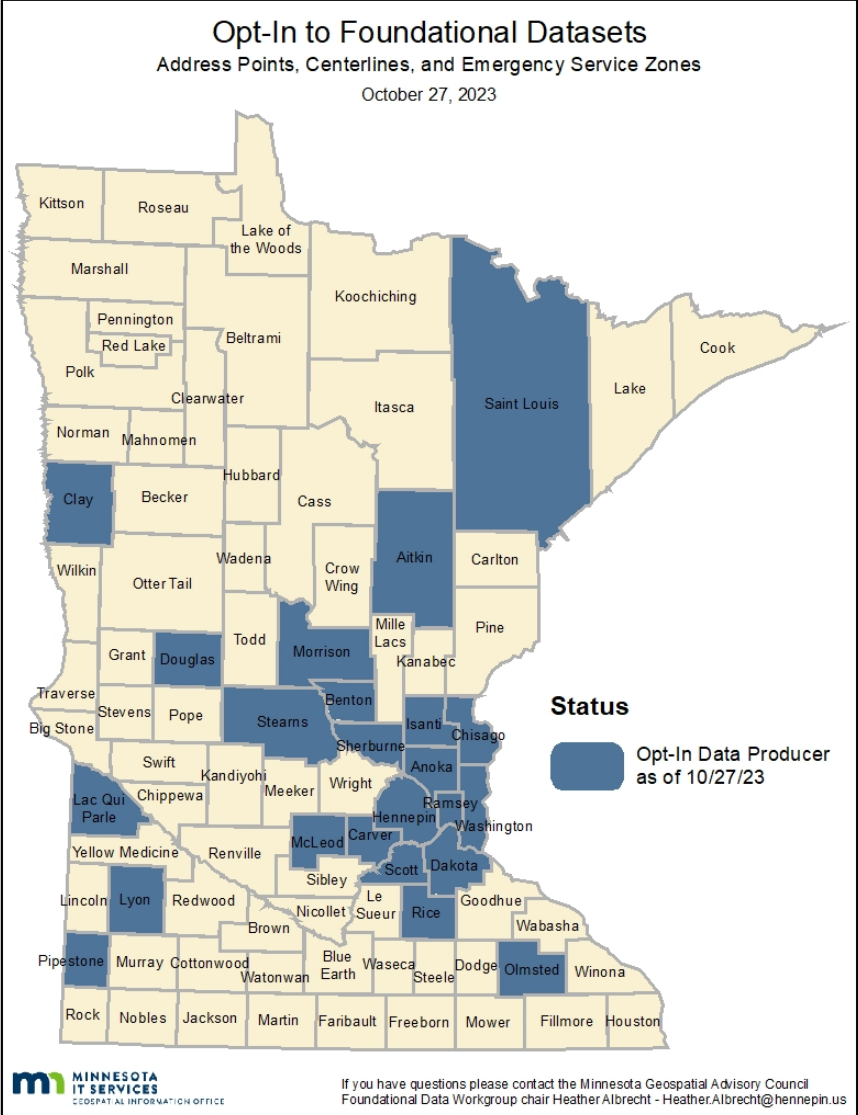 Opt-In to Foundational Datasets
Address Points, Centerlines, and Emergency Service Zones
October 27, 2023
Kittson
Roseau
Lake of
the Woods
Marshall
Koochiching
Pennington
Red Lake
Beltrami
Polk
Cook
Lake
Clearwater
Itasca
Saint Louis
Norman
Mahnomen
Hubbard
Clay
Becker
Cass
Aitkin
Carlton
Wilkin
Otter Tail
Wadena
Crow
Wing
Mille
Lacs
Pine
Todd
Morrison
Grant
Douglas
Kanabec
Traverse
Benton
Stevens
Pope
Stearns
Isanti
Big Stone
Chisago
Sherburne
Status
Opt-In Data Producer
as of 10/27/23
Swift
Kandiyohi
Meeker
Wright
Anoka
Lac Qui
Parle
Chippewa
Ramsey
Hennepin
Washington
McLeod
Carver
Yellow Medicine
Renville
Scott
Dakota
Sibley
Lincoln
Lyon
Redwood
Nicollet
Le
Sueur
Rice
Goodhue
Wabasha
Brown
Pipestone
Murray
Cottonwood
Watonwan
Blue
Earth
Waseca
Steele
Dodge
Olmsted
Winona
Rock
Nobles
Jackson
Martin
Faribault
Freeborn
Mower
Fillmore
Houston
mn MINNESOTA
IT SERVICES
GEOSPATIAL INFORMATION OFFICE
If you have questions please contact the Minnesota Geospatial Advisory Council
Foundational Data Workgroup chair Heather Albrecht - Heather.Albrecht@hennepin.us